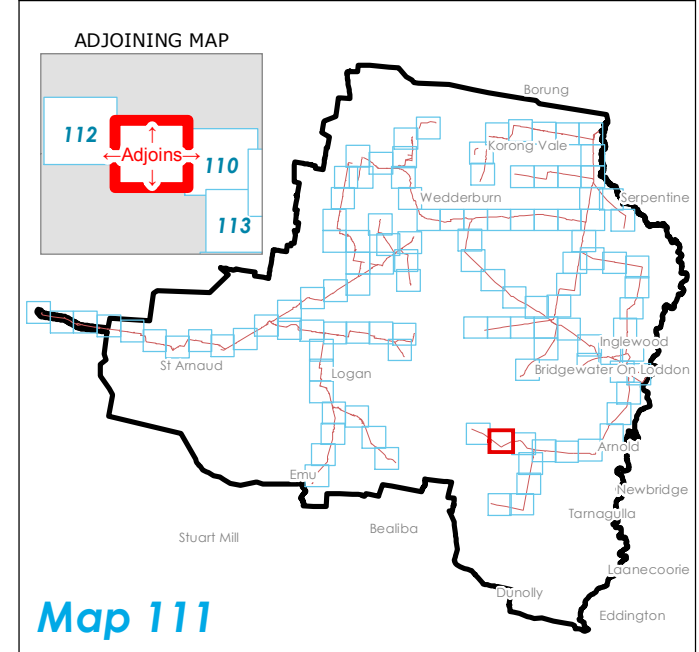 ADJOINING MAP
112
Adjoins
110
113
Borung
Korong Vale
Wedderburn
Serpentine
Inglewood
St Arnaud
Bridgewater On Loddon
Logan
Arnold
Emu
Newbridge
Tarnagulla
Bealiba
Stuart Mill
Laanecoorie
Dunolly
Eddington
Map 111